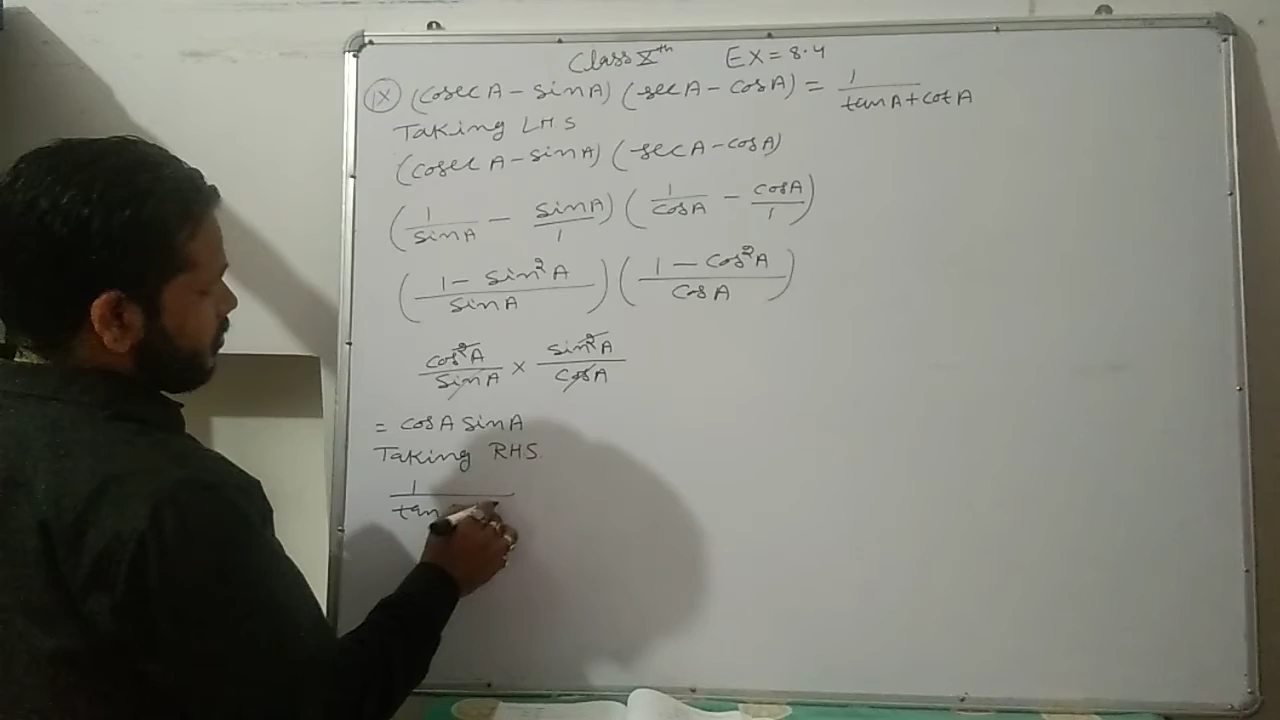 Class Xth EX = 8.4
(ix) (cosec A - sin A) (sec A - cos A) = 1/(tan A + cot A)
Taking LHS
(cosec A - sin A) (sec A - cos A)
(1/sin A - sin A/1) (1/cos A - cos A/1)
((1 - sin²A)/sin A) ((1 - cos²A)/cos A)
cos²A/sin A × sin²A/cos A
= cos A sin A
Taking RHS
1/tan